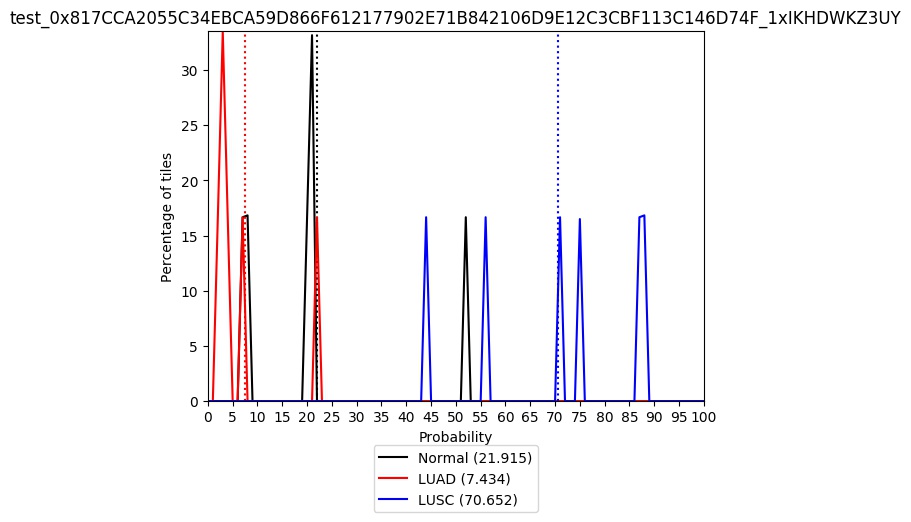 test_0x817CCA2055C34EBCA59D866F612177902E71B842106D9E12C3CBF113C146D74F_1xIKHDWKZ3UY
30
25
20
15
10
5
0
Percentage of tiles
0 5 10 15 20 25 30 35 40 45 50 55 60 65 70 75 80 85 90 95 100
Probability
Normal (21.915)
LUAD (7.434)
LUSC (70.652)